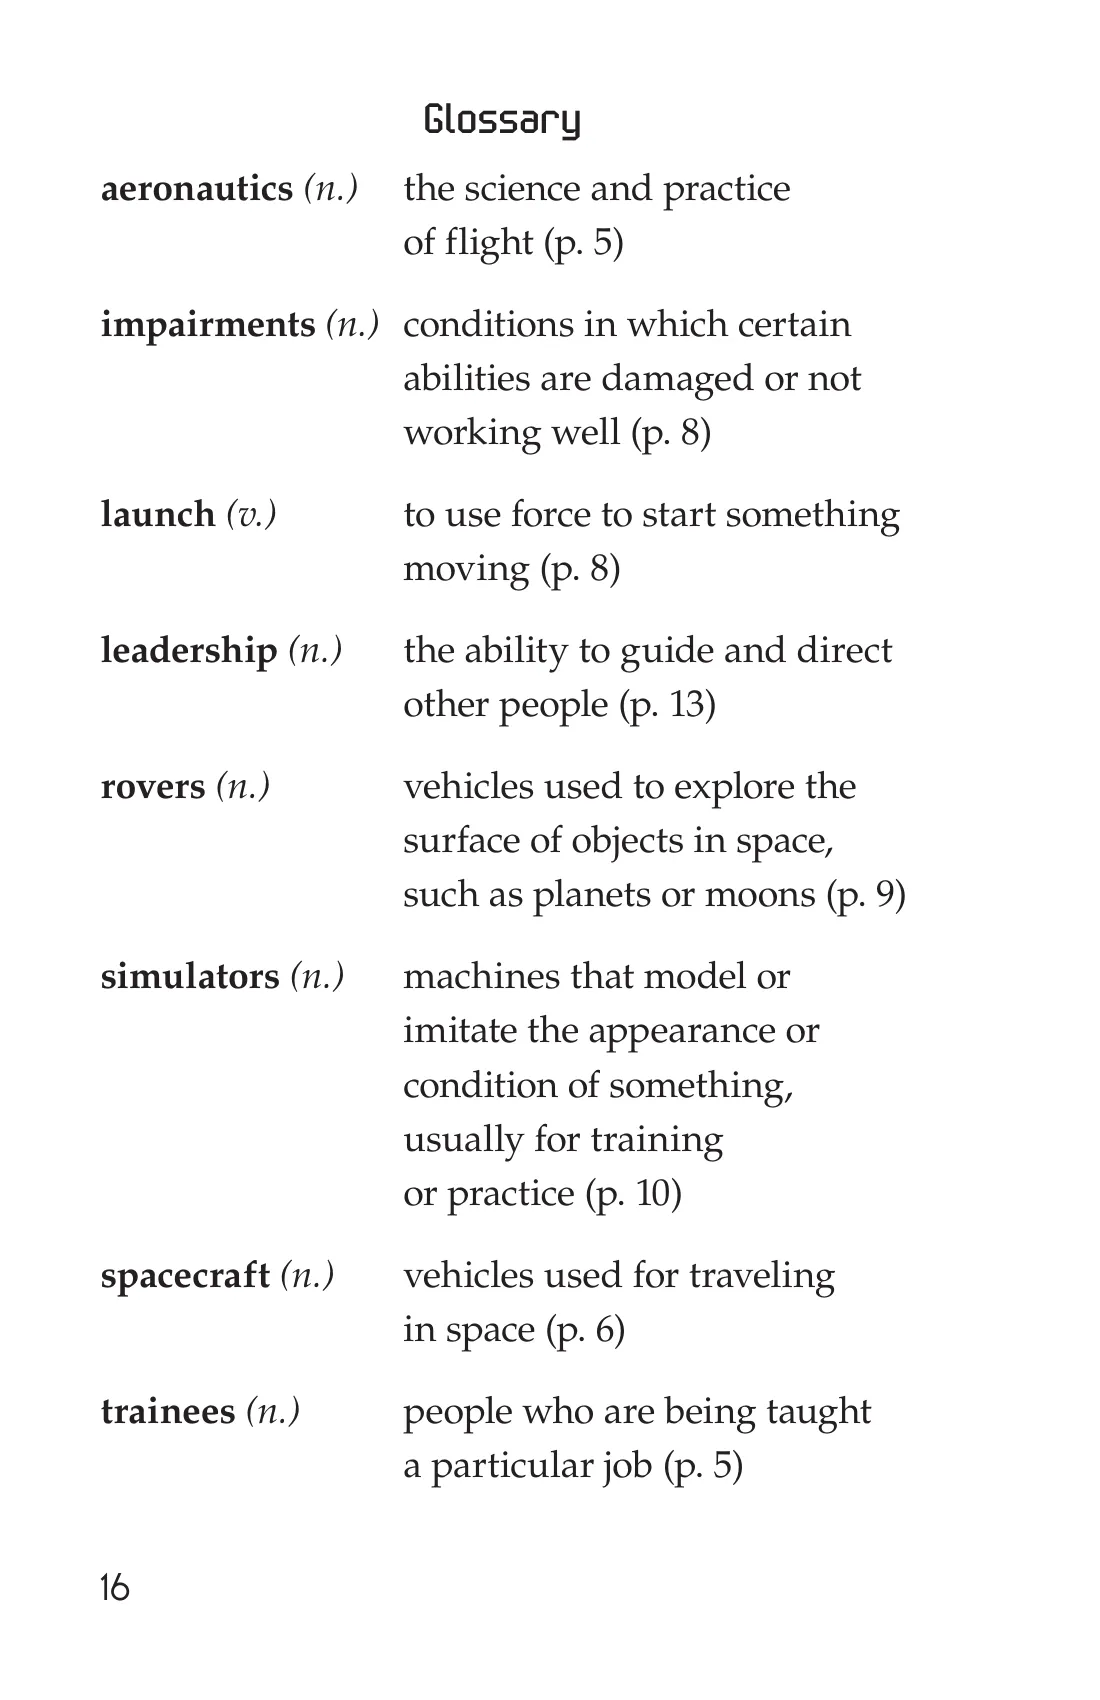 Glossary
aeronautics (n.) the science and practice
of flight (p. 5)
impairments (n.) conditions in which certain
abilities are damaged or not
working well (p. 8)
launch (v.) to use force to start something
moving (p. 8)
leadership (n.) the ability to guide and direct
other people (p. 13)
rovers (n.) vehicles used to explore the
surface of objects in space,
such as planets or moons (p. 9)
simulators (n.) machines that model or
imitate the appearance or
condition of something,
usually for training
or practice (p. 10)
spacecraft (n.) vehicles used for traveling
in space (p. 6)
trainees (n.) people who are being taught
a particular job (p. 5)
16